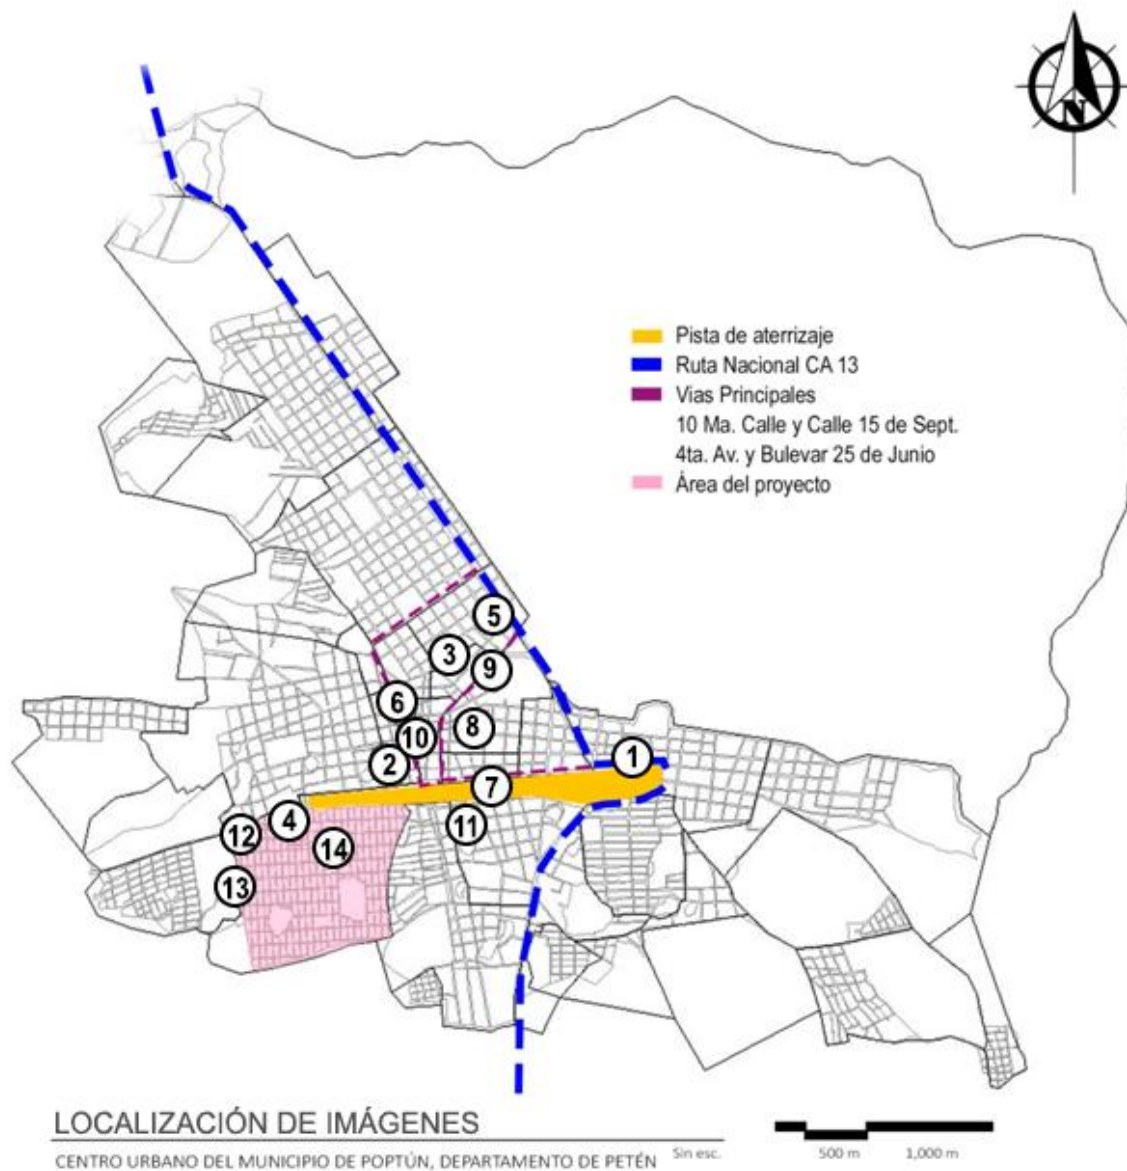 N
Pista de aterrizaje
Ruta Nacional CA 13
Vias Principales
10 Ma. Calle y Calle 15 de Sept.
4ta. Av. y Bulevar 25 de Junio
Área del proyecto
5
3
9
6
8
10
1
2
7
4
11
12
14
13
LOCALIZACIÓN DE IMÁGENES
CENTRO URBANO DEL MUNICIPIO DE POPTÚN, DEPARTAMENTO DE PETÉN
Sin esc.
500 m
1,000 m